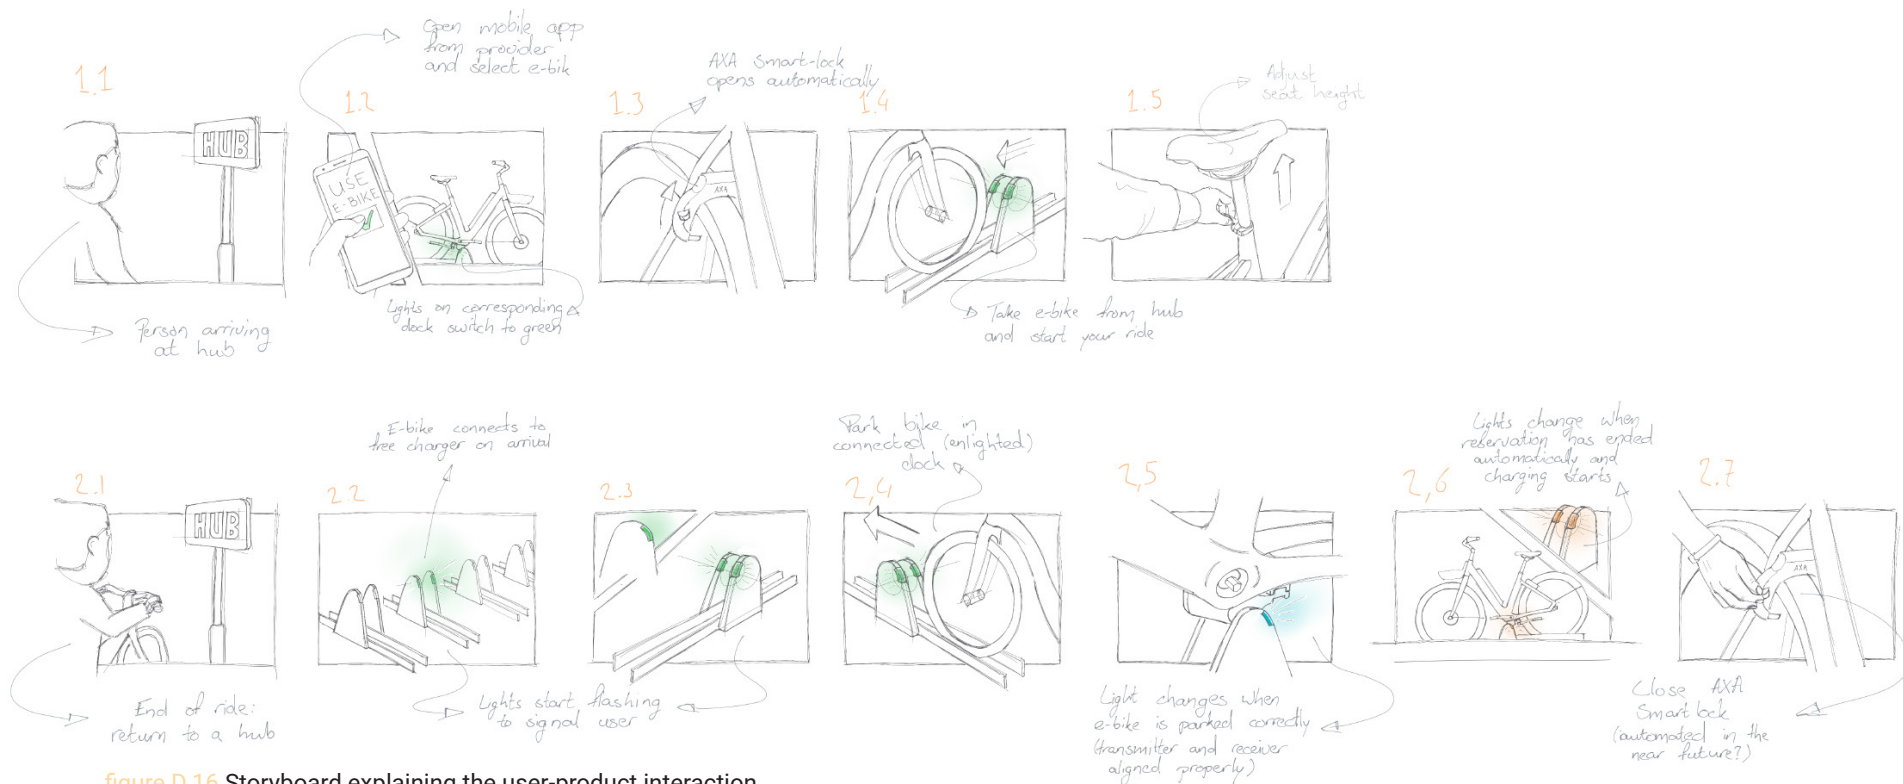 1.1
HUB
Person arriving
at hub
Open mobile app
from provider
and select e-bik
1.2
USE
E-BIKE
Lights on corresponding
dock switch to green
AXA Smart-lock
opens automatically
1.3
AXA
1.4
Take e-bike from hub
and start your ride
1.5
Adjust
seat height
2.1
HUB
End of ride:
return to a hub
E-bike connects to
free charger on arrival
2.2
2.3
Lights start flashing
to signal user
Park bike in
connected (enlighted)
dock
2,4
2,5
Light changes when
e-bike is parked correctly
(transmitter and receiver
aligned properly)
Lights change when
reservation has ended
automatically and
charging starts
2,6
2.7
AXA
Close AXA
Smart lock
(automated in the
near future?)
figure D.16 Storyboard explaining the user-product interaction